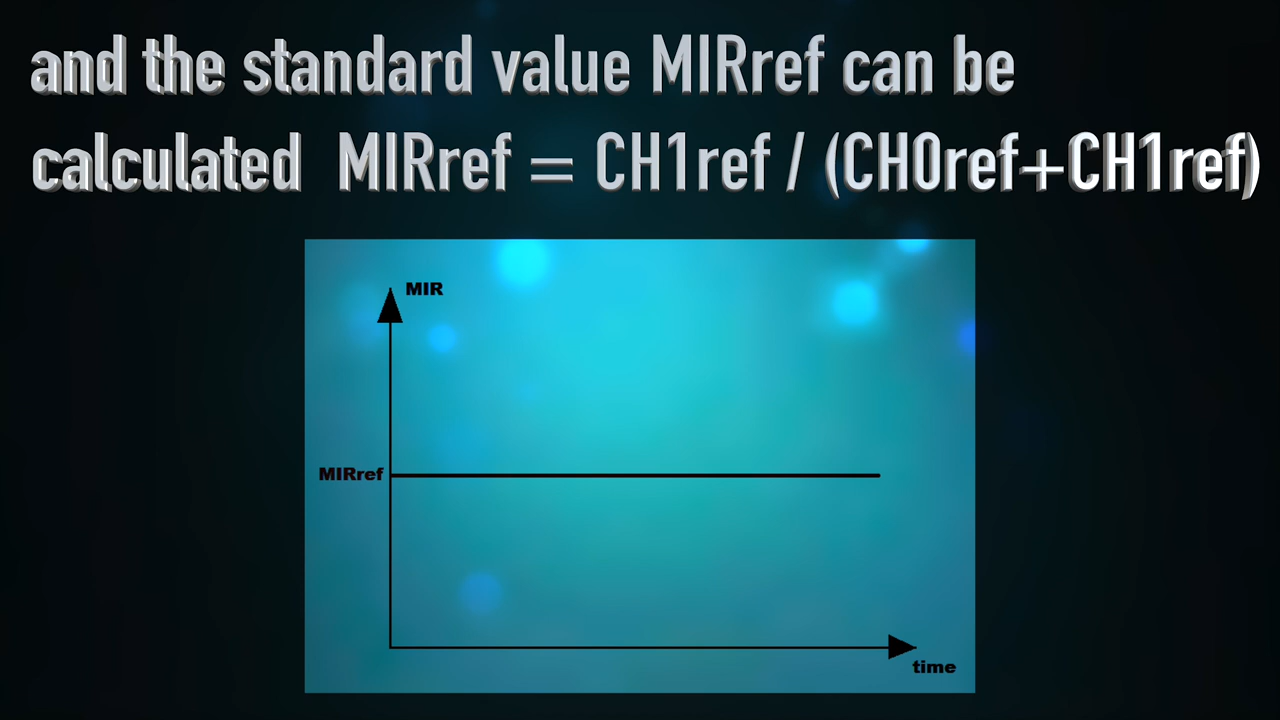 and the standard value MIRref can be
calculated MIRref = CH1ref / (CH0ref+CH1ref)
MIR
MIRref
time